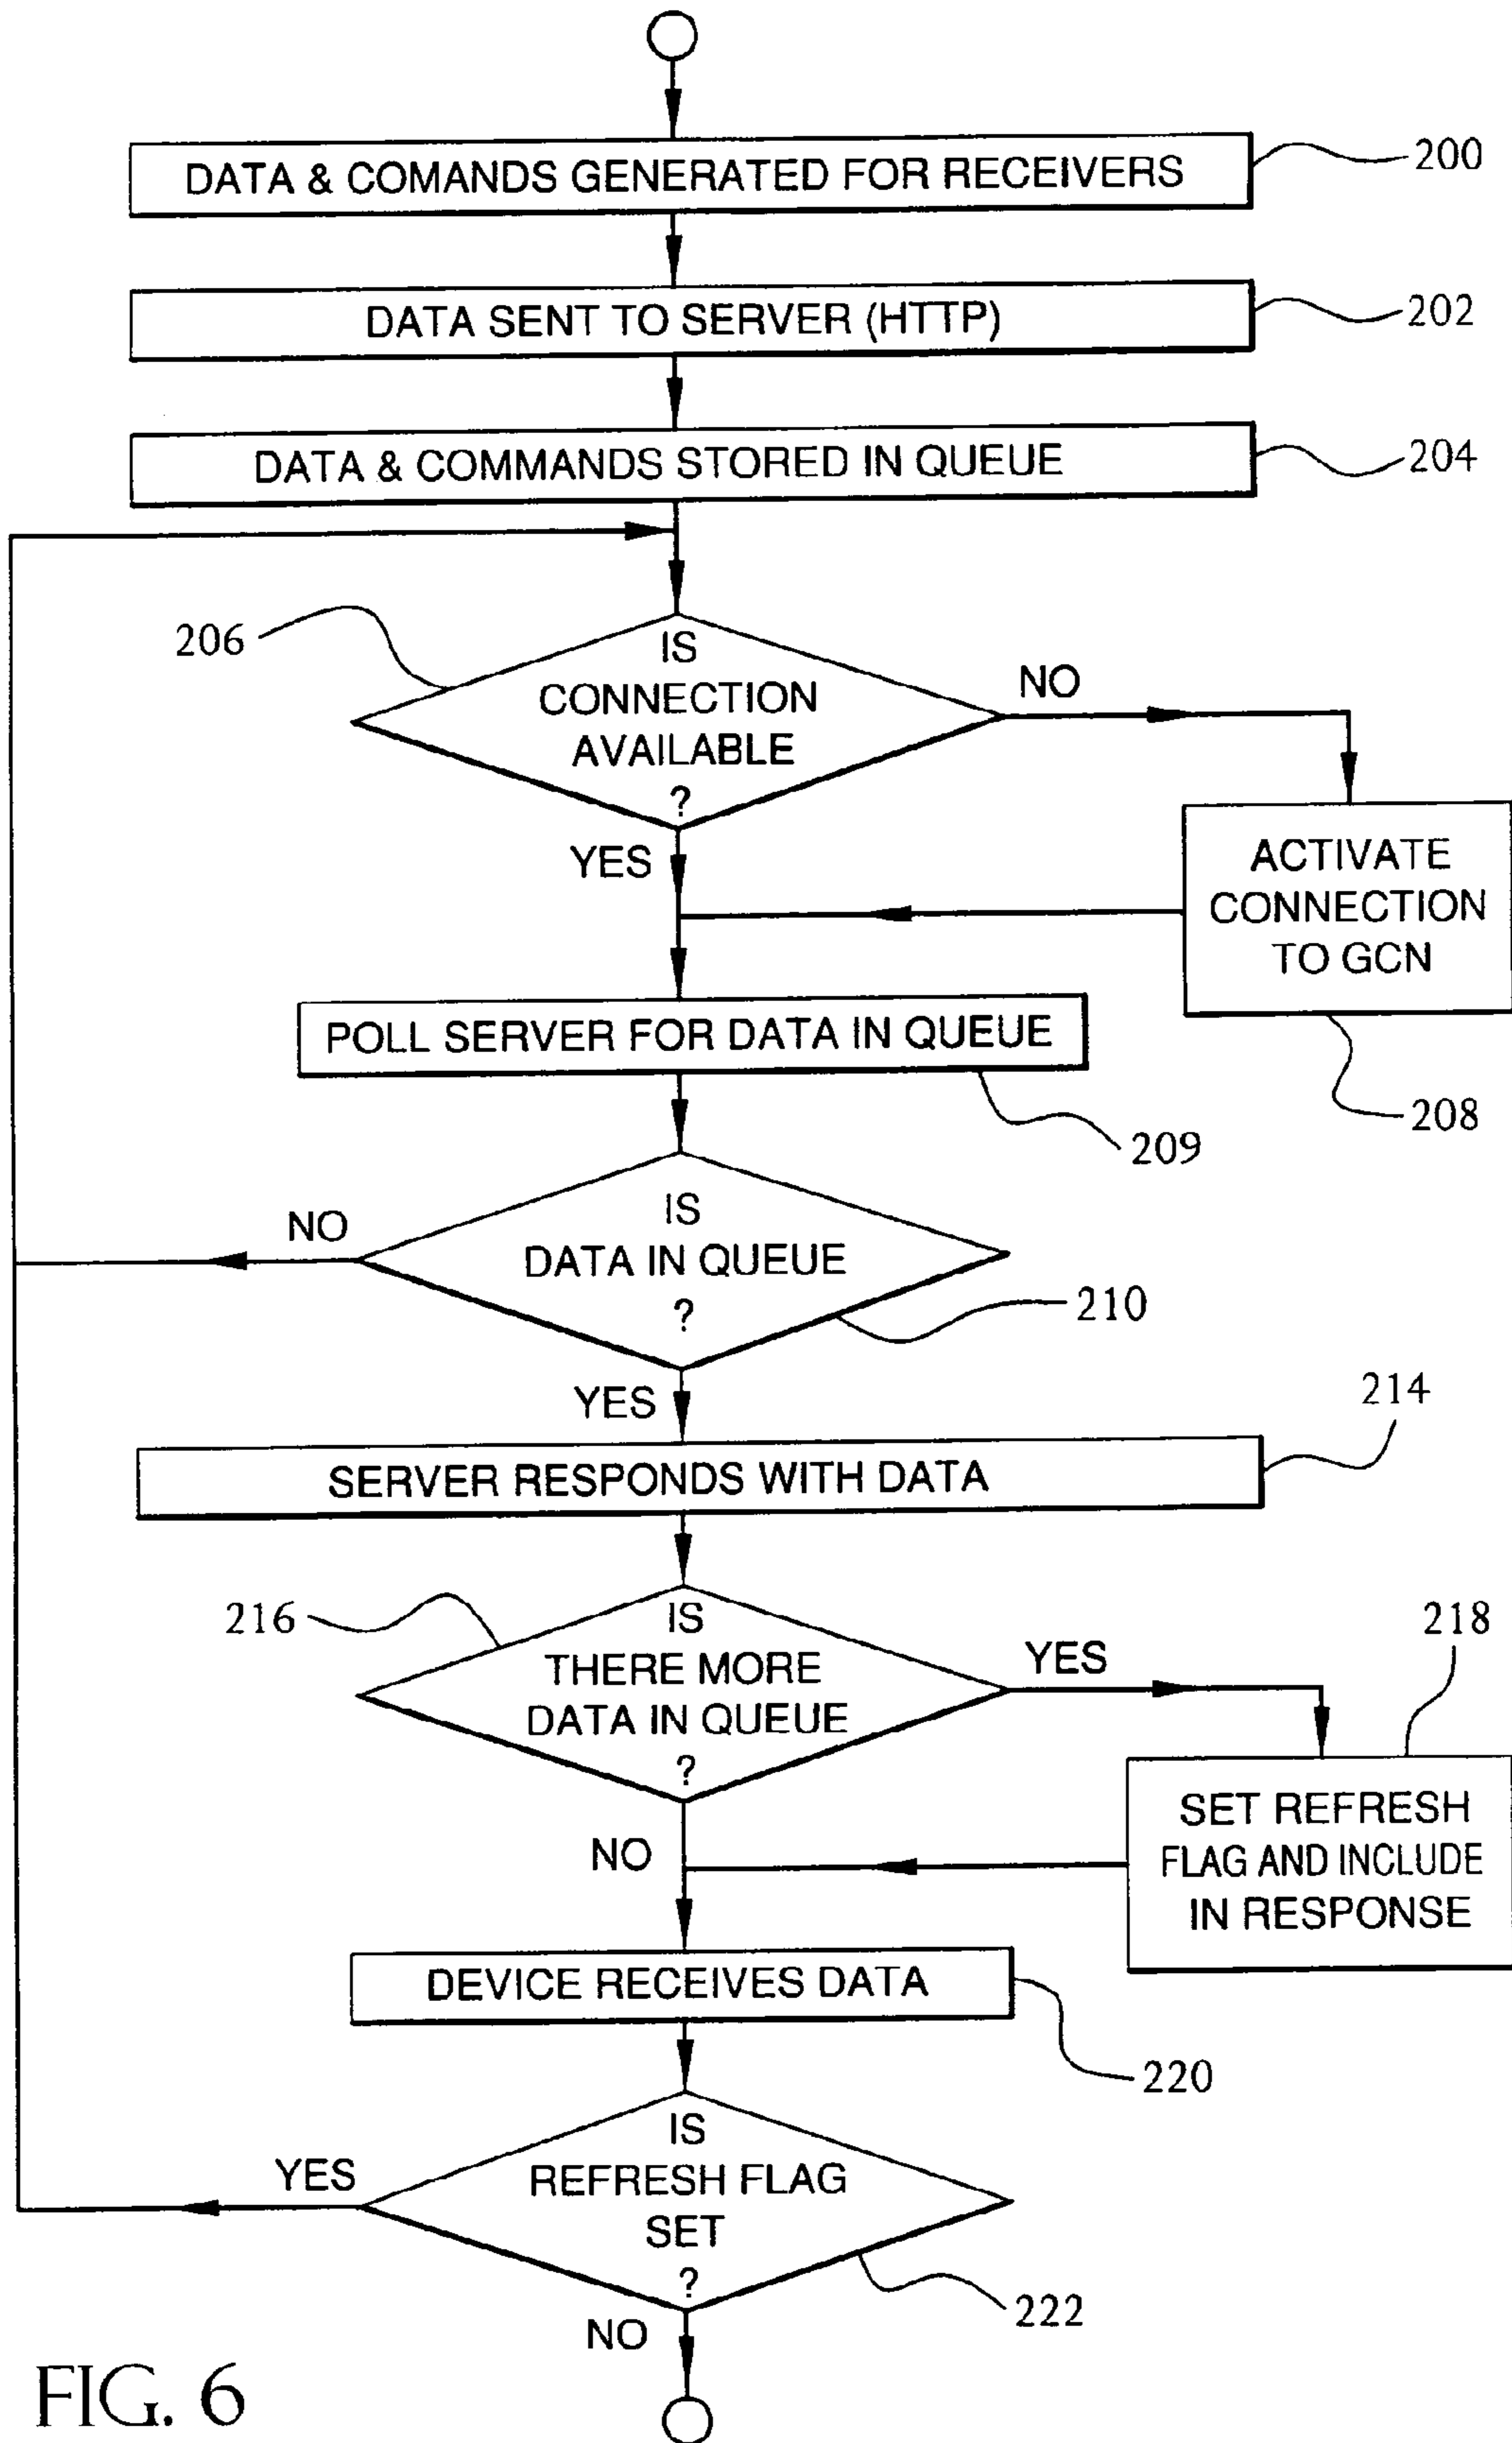 DATA & COMANDS GENERATED FOR RECEIVERS
200
DATA SENT TO SERVER (HTTP)
202
DATA & COMMANDS STORED IN QUEUE
204
206
IS
CONNECTION
AVAILABLE
?
NO
YES
ACTIVATE
CONNECTION
TO GCN
208
POLL SERVER FOR DATA IN QUEUE
209
IS
DATA IN QUEUE
?
NO
210
YES
214
SERVER RESPONDS WITH DATA
216
IS
THERE MORE
DATA IN QUEUE
?
YES
218
NO
SET REFRESH
FLAG AND INCLUDE
IN RESPONSE
DEVICE RECEIVES DATA
220
IS
REFRESH FLAG
SET
?
YES
222
NO
FIG. 6